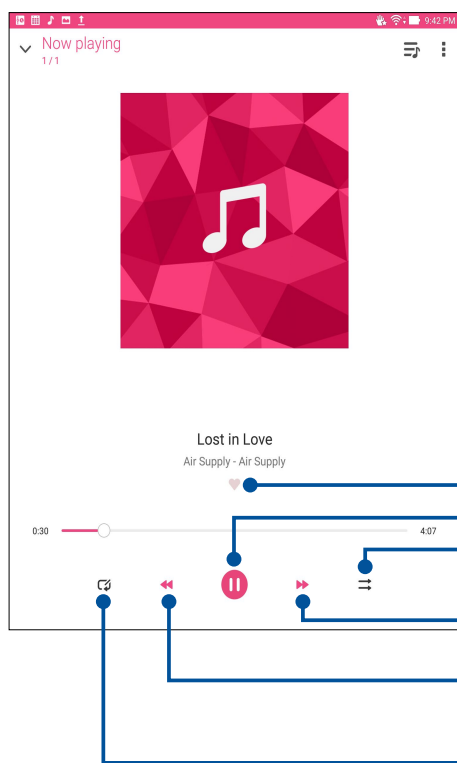 9:42 PM
Now playing
1 / 1
Lost in Love
Air Supply - Air Supply
0:30
4:07